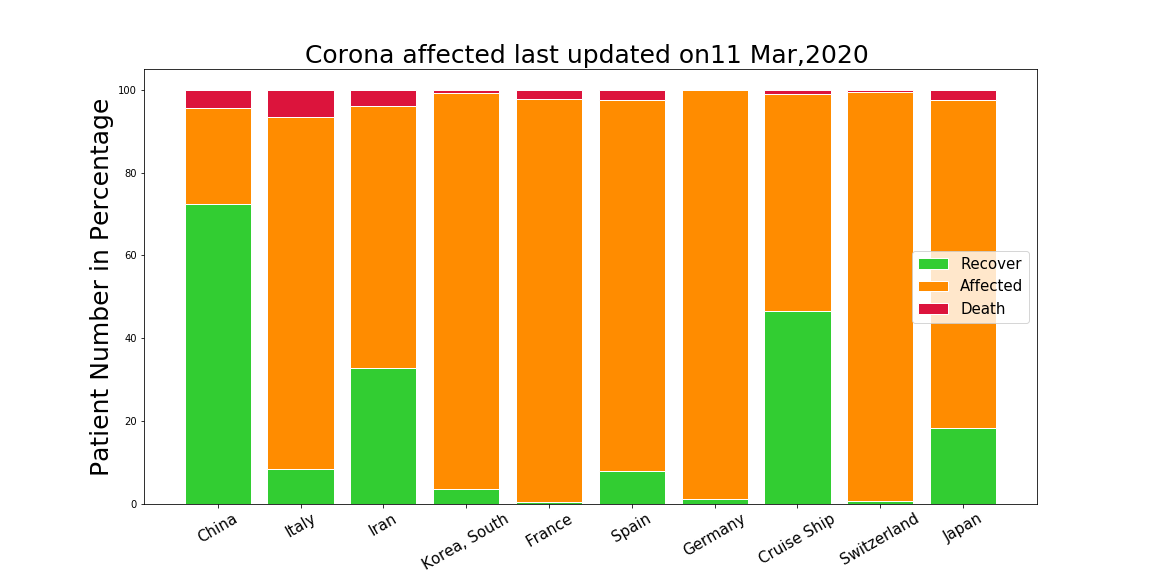 Corona affected last updated on11 Mar,2020
Patient Number in Percentage
100
80
60
40
20
0
Recover
Affected
Death
China
Italy
Iran
Korea, South
France
Spain
Germany
Cruise Ship
Switzerland
Japan